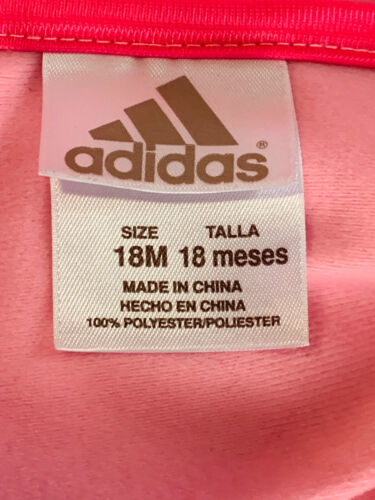 adidas®
SIZE TALLA
18M 18 meses
MADE IN CHINA
HECHO EN CHINA
100% POLYESTER/POLIESTER